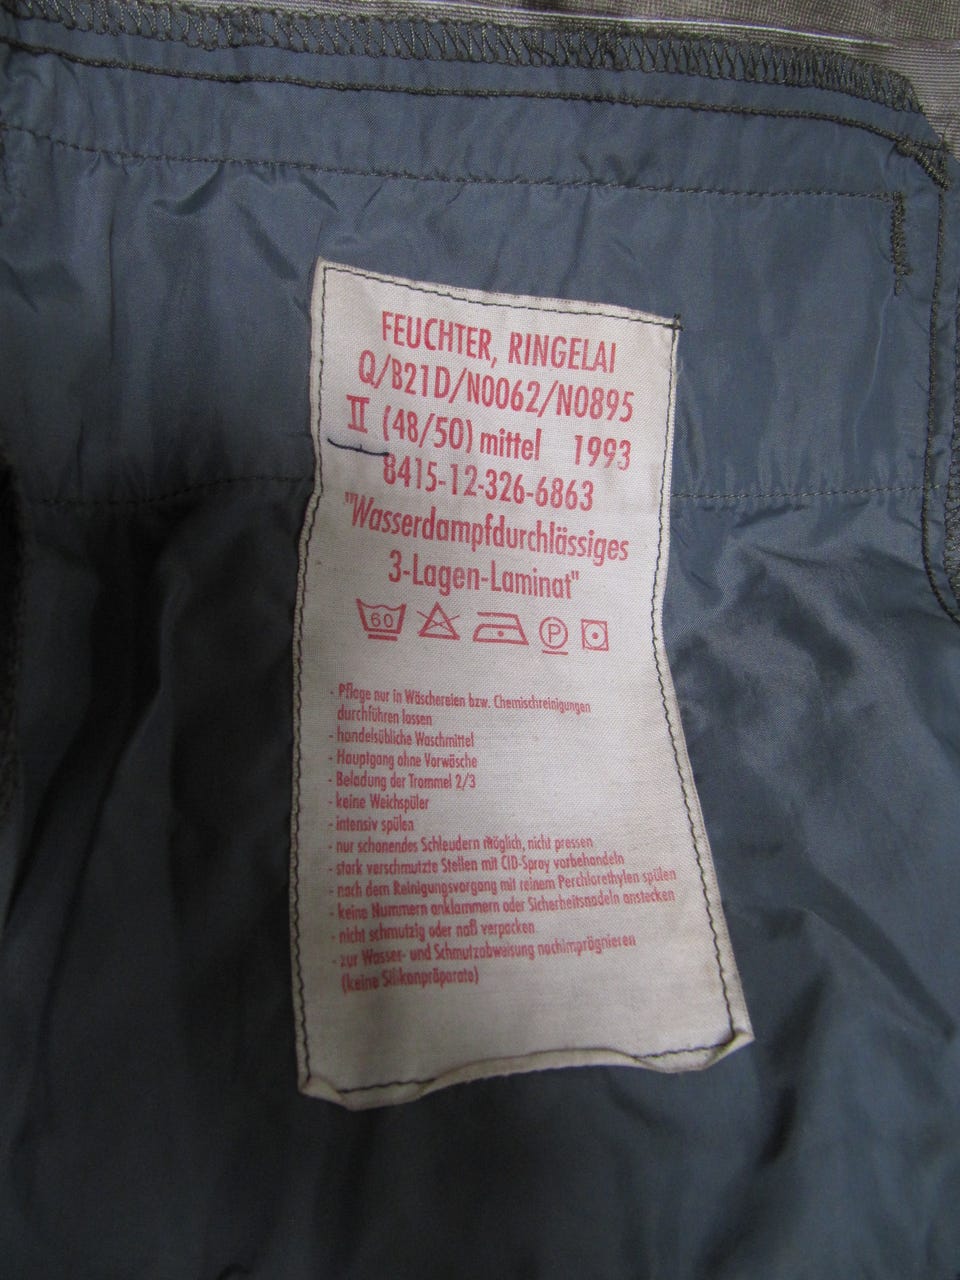 FEUCHTER, RINGELAI
Q/B21D/N0062/N0895
II (48/50) mittel 1993
8415-12-326-6863
"Wasserdampfdurchlässiges
3-Lagen-Laminat"
60 P
- Pflege nur in Wäschereien bzw. Chemischreinigungen
durchführen lassen
- handelsübliche Waschmittel
- Hauptgang ohne Vorwäsche
- Beladung der Trommel 2/3
- keine Weichspüler
- intensiv spülen
- nur schonendes Schleudern möglich, nicht pressen
- stark verschmutzte Stellen mit CID-Spray vorbehandeln
- nach dem Reinigungsvorgang mit reinem Perchlorethylen spülen
- keine Nummern anklammern oder Sicherheitsnadeln anstecken
- nicht schmutzig oder naß verpacken
- zur Wasser- und Schmutzabweisung nachimprägnieren
(keine Silikonpräparate)